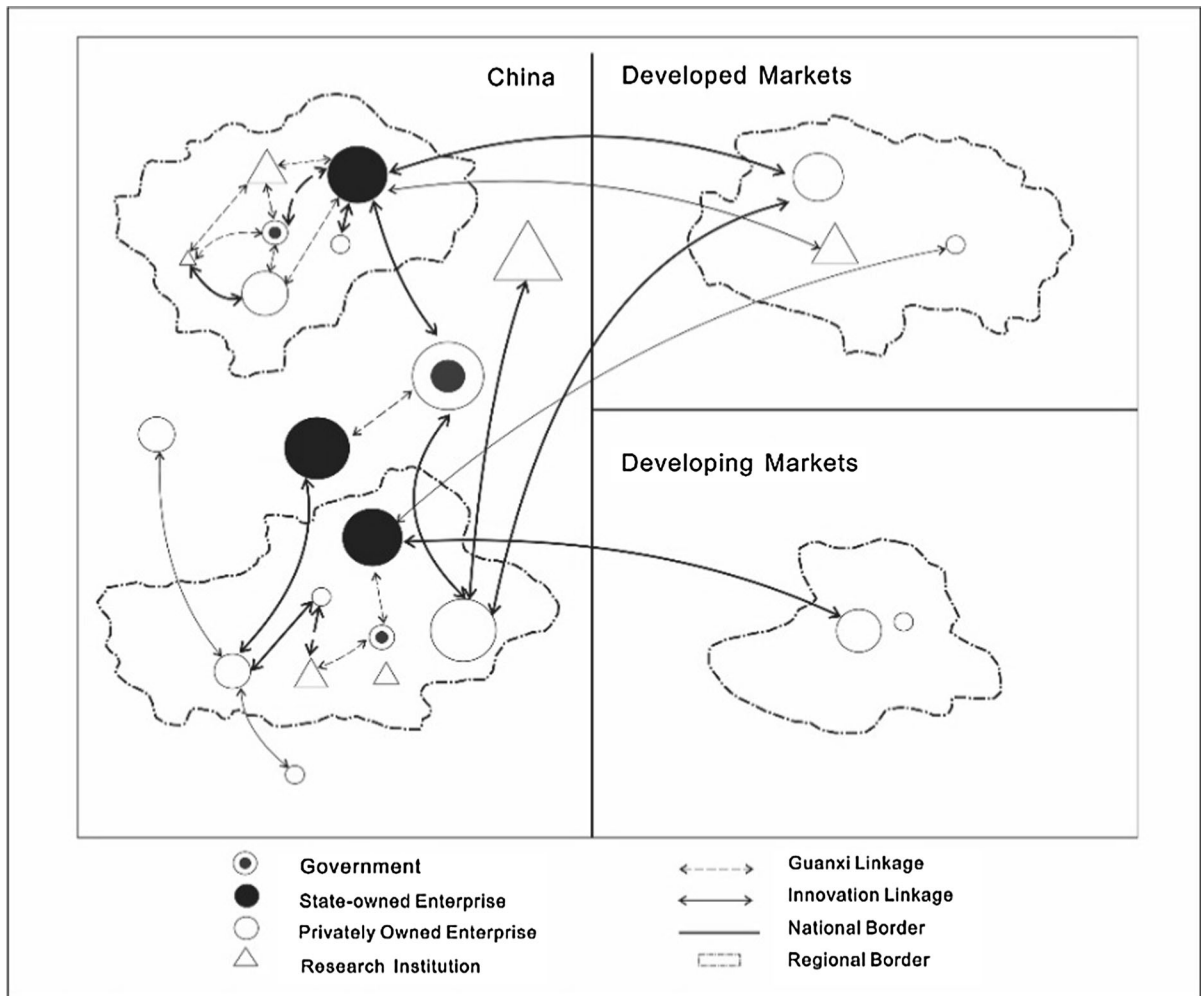 China
Developed Markets
Developing Markets
Government
State-owned Enterprise
Privately Owned Enterprise
Research Institution
Guanxi Linkage
Innovation Linkage
National Border
Regional Border